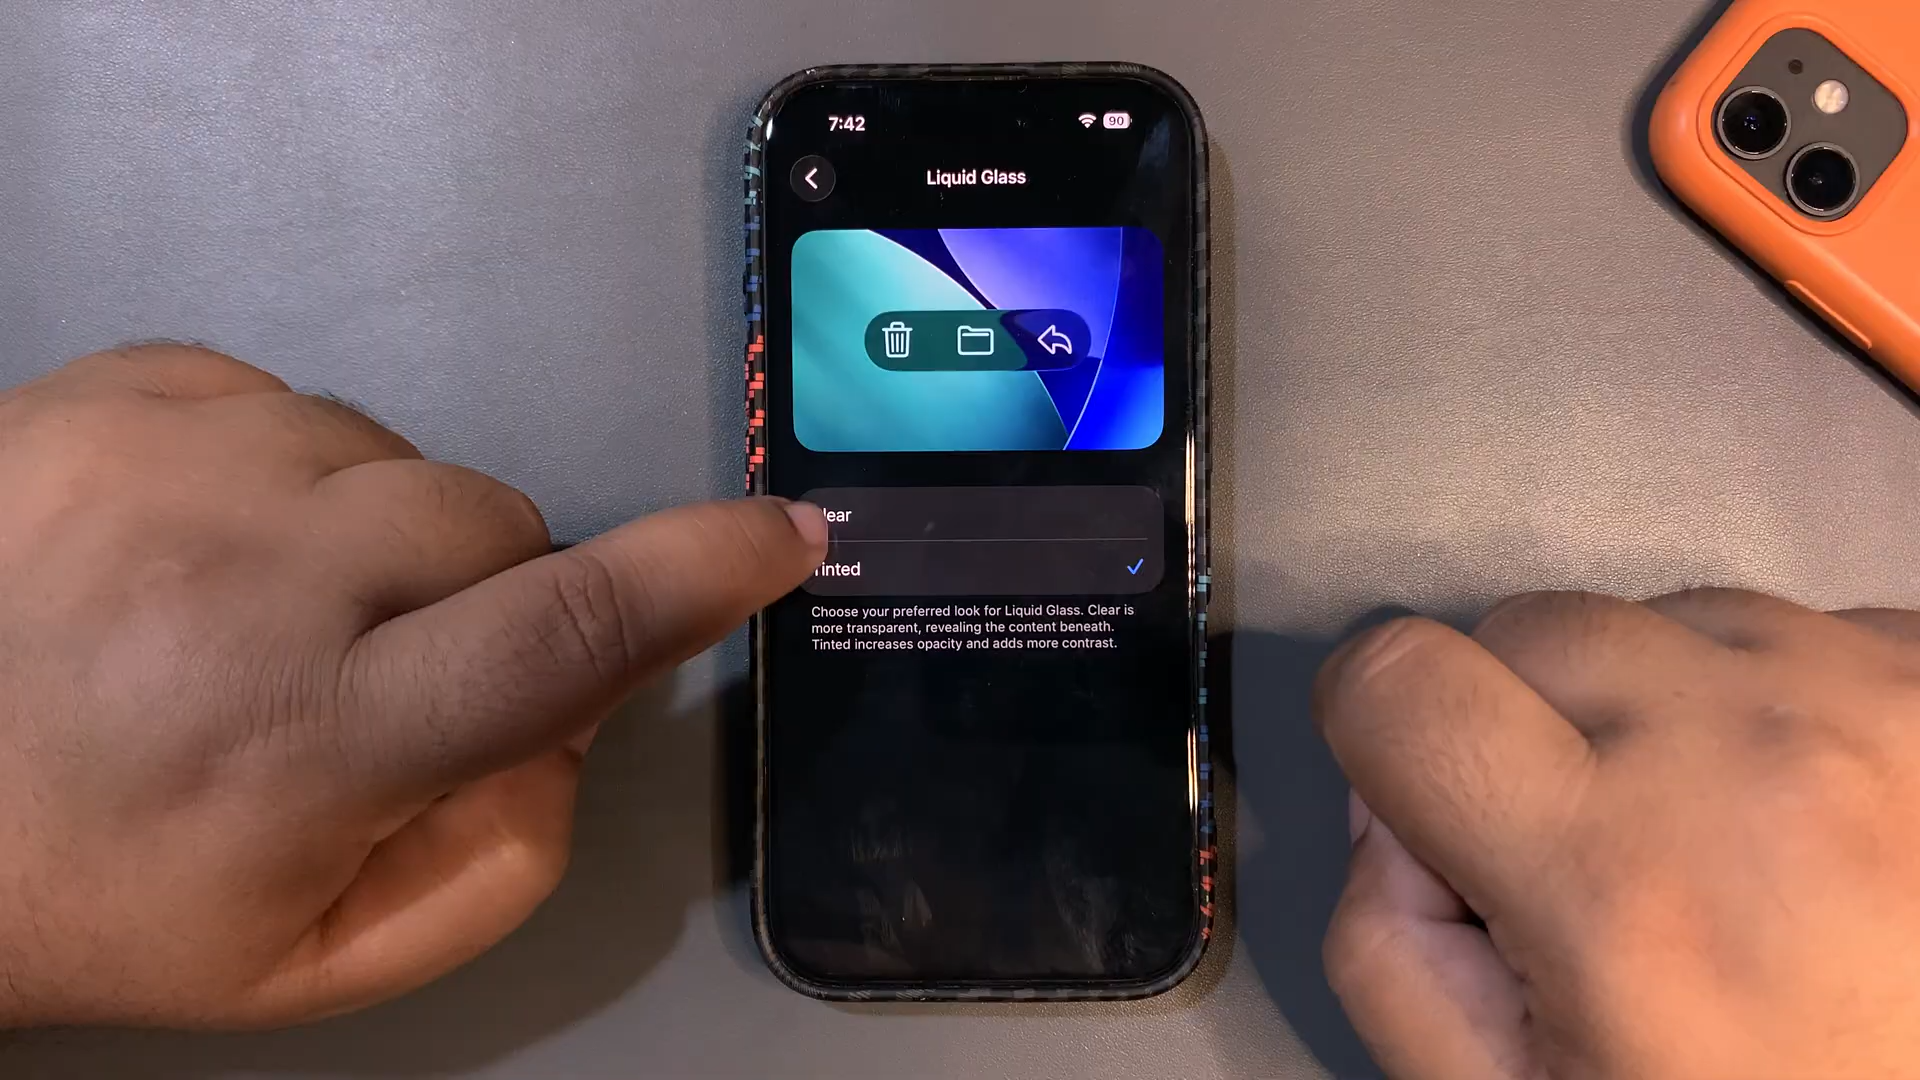 7:42
90
Liquid Glass
lear
inted
Choose your preferred look for Liquid Glass. Clear is
more transparent, revealing the content beneath.
Tinted increases opacity and adds more contrast.